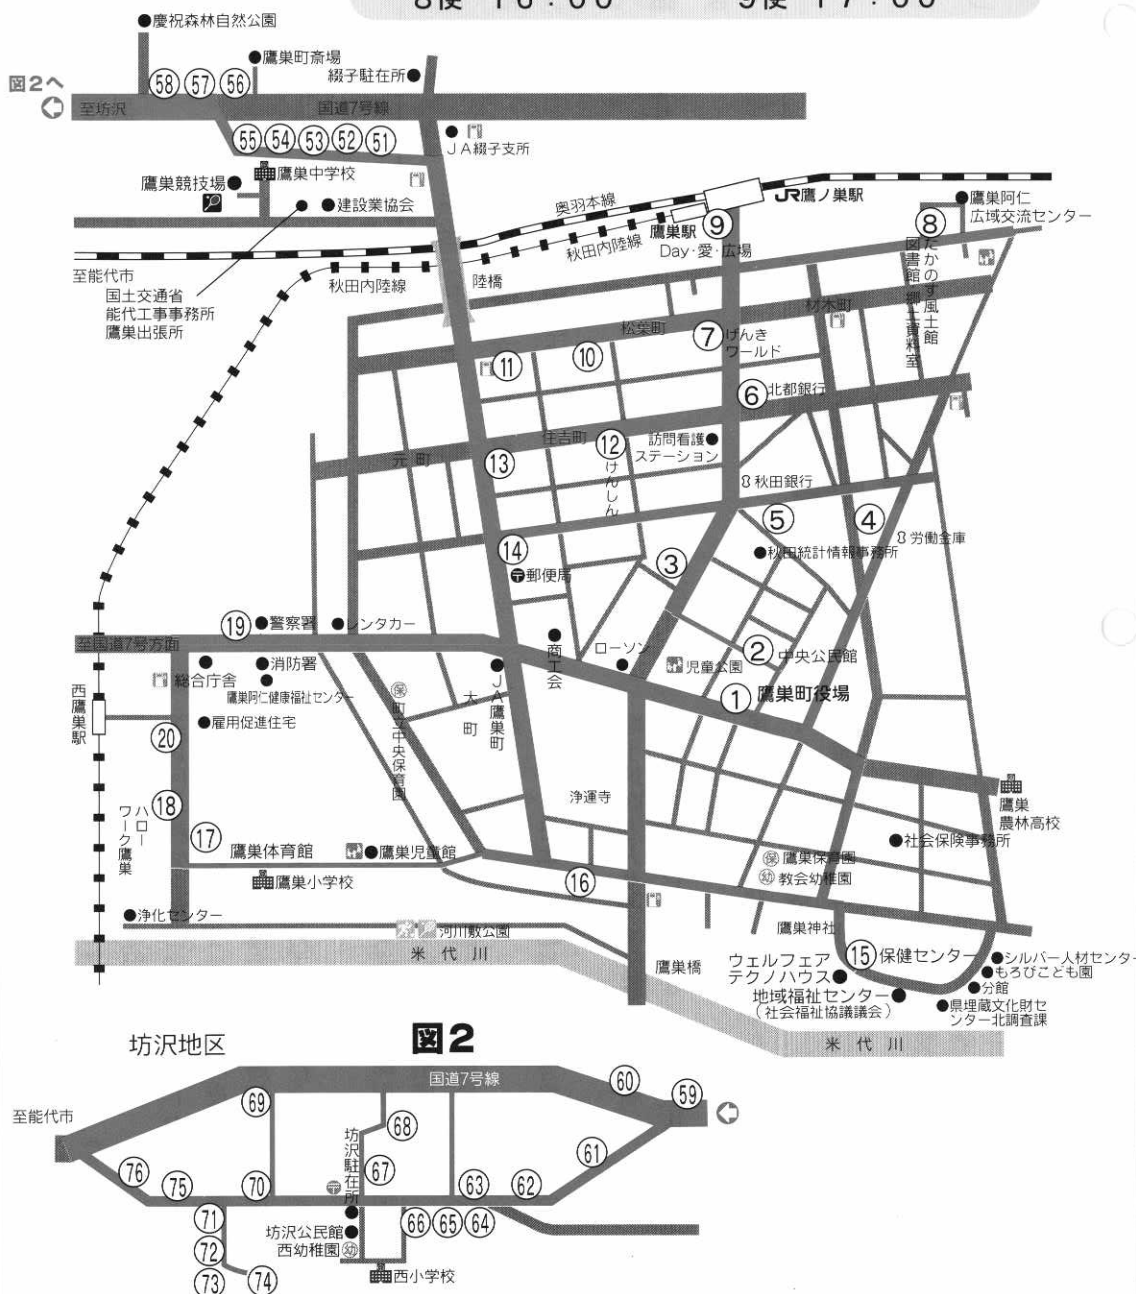 8便 16:00 9便 17:00
慶祝森林自然公園
鷹巣町斎場
綴子駐在所
図2へ
58 57 56
至坊沢
国道7号線
55 54 53 52 51
JA綴子支所
鷹巣中学校
鷹巣競技場
建設業協会
奥羽本線
JR鷹ノ巣駅
鷹巣阿仁
広域交流センター
⑨
⑧
鷹巣駅
Day・愛・広場
秋田内陸線
至能代市
秋田内陸線
陸橋
国土交通省
能代工事事務所
鷹巣出張所
たかのす風土館
図書館・郷土資料室
材木町
松葉町
⑦ げんき
ワールド
⑪ ⑩
⑥ 北都銀行
住吉町
⑫ けんしん
訪問看護
ステーション
元町
⑬
秋田銀行
⑤ ④
労働金庫
⑭
秋田統計情報事務所
③
郵便局
⑲ 警察署
レンタカー
至国道7号方面
商工会
ローソン
児童公園
② 中央公民館
① 鷹巣町役場
総合庁舎
消防署
鷹巣阿仁健康福祉センター
雇用促進住宅
西鷹巣駅
保 町立中央保育園
大町
JA鷹巣町
⑳
⑱
ハロー
ワーク鷹巣
⑰
鷹巣体育館
鷹巣児童館
鷹巣小学校
浄運寺
⑯
鷹巣
農林高校
社会保険事務所
保 鷹巣保育園
幼 教会幼稚園
浄化センター
河川敷公園
米代川
鷹巣橋
鷹巣神社
⑮ 保健センター
ウェルフェア
テクノハウス
地域福祉センター
(社会福祉協議議会)
シルバー人材センター
もろびこども園
分館
県埋蔵文化財セ
ンター北調査課
米代川
坊沢地区
図2
国道7号線
60 59
至能代市
69 68
坊沢駐在所
67
61
76 75 70 63 62
71
72
73 74
66 65 64
坊沢公民館
西幼稚園 幼
西小学校